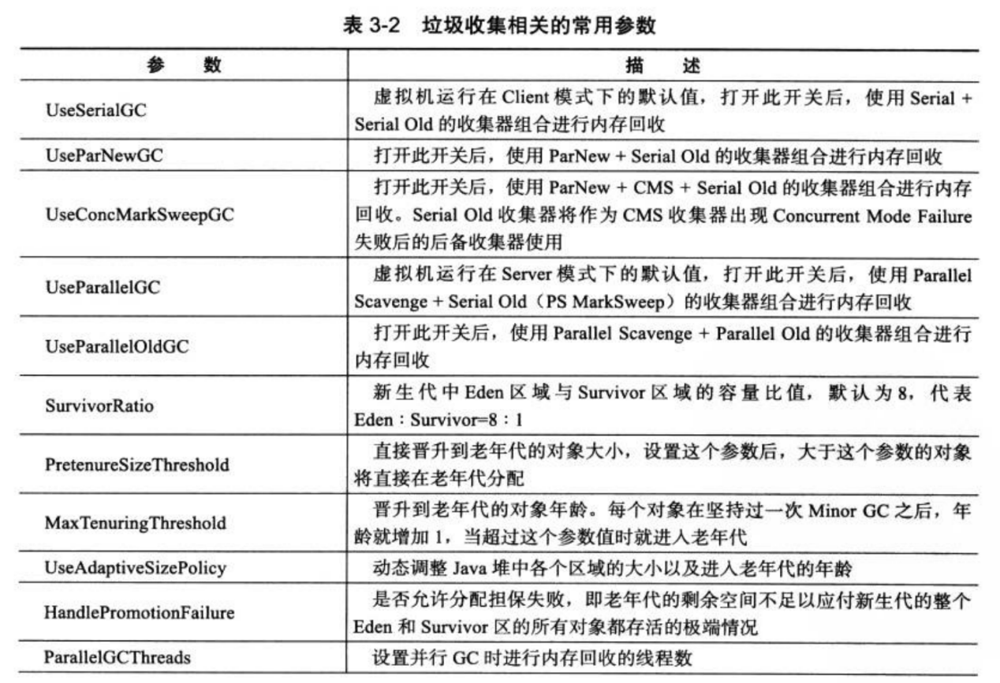 表 3-2 垃圾收集相关的常用参数
参 数
描 述
UseSerialGC
虚拟机运行在 Client 模式下的默认值，打开此开关后，使用 Serial +
Serial Old 的收集器组合进行内存回收
UseParNewGC
打开此开关后，使用 ParNew + Serial Old 的收集器组合进行内存回收
UseConcMarkSweepGC
打开此开关后，使用 ParNew + CMS + Serial Old 的收集器组合进行内存
回收。Serial Old 收集器将作为 CMS 收集器出现 Concurrent Mode Failure
失败后的后备收集器使用
UseParallelGC
虚拟机运行在 Server 模式下的默认值，打开此开关后，使用 Parallel
Scavenge + Serial Old（PS MarkSweep）的收集器组合进行内存回收
UseParallelOldGC
打开此开关后，使用 Parallel Scavenge + Parallel Old 的收集器组合进行
内存回收
SurvivorRatio
新生代中 Eden 区域与 Survivor 区域的容量比值，默认为 8，代表
Eden：Survivor=8：1
PretenureSizeThreshold
直接晋升到老年代的对象大小，设置这个参数后，大于这个参数的对象
将直接在老年代分配
MaxTenuringThreshold
晋升到老年代的对象年龄。每个对象在坚持过一次 Minor GC 之后，年
龄就增加 1，当超过这个参数值时就进入老年代
UseAdaptiveSizePolicy
动态调整 Java 堆中各个区域的大小以及进入老年代的年龄
HandlePromotionFailure
是否允许分配担保失败，即老年代的剩余空间不足以应付新生代的整个
Eden 和 Survivor 区的所有对象都存活的极端情况
ParallelGCThreads
设置并行 GC 时进行内存回收的线程数